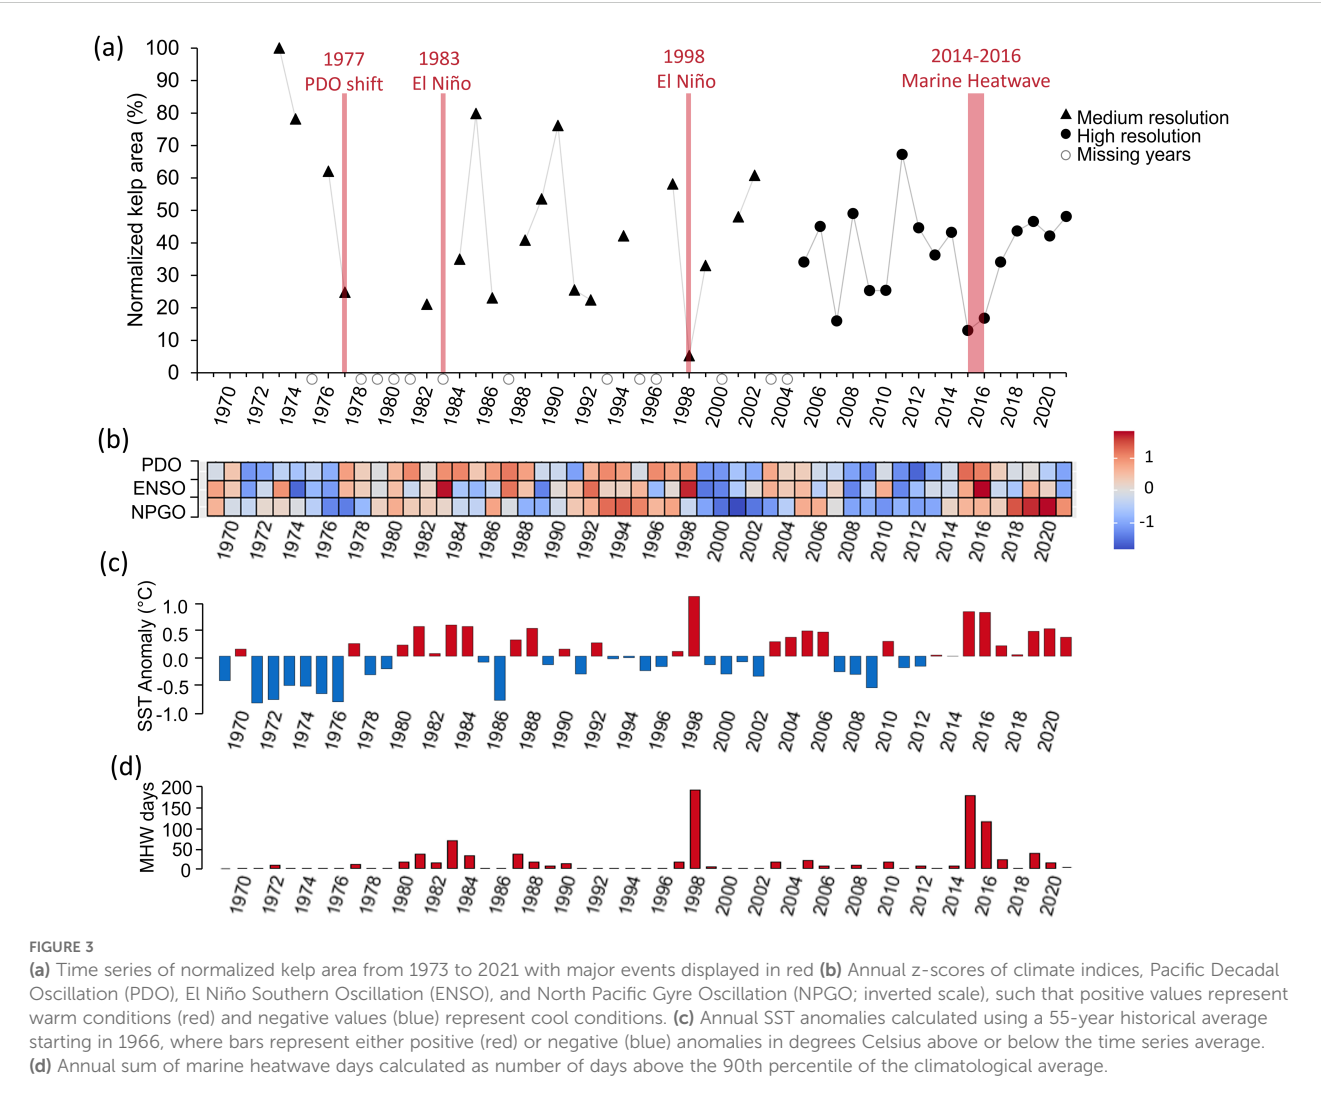 (a)
Normalized kelp area (%)
100
90
80
70
60
50
40
30
20
10
0
1977
PDO shift
1983
El Niño
1998
El Niño
2014-2016
Marine Heatwave
Medium resolution
High resolution
Missing years
1970 1972 1974 1976 1978 1980 1982 1984 1986 1988 1990 1992 1994 1996 1998 2000 2002 2004 2006 2008 2010 2012 2014 2016 2018 2020
(b)
PDO
ENSO
NPGO
1
0
-1
1970 1972 1974 1976 1978 1980 1982 1984 1986 1988 1990 1992 1994 1996 1998 2000 2002 2004 2006 2008 2010 2012 2014 2016 2018 2020
(c)
SST Anomaly (°C)
1.0
0.5
0.0
-0.5
-1.0
1970 1972 1974 1976 1978 1980 1982 1984 1986 1988 1990 1992 1994 1996 1998 2000 2002 2004 2006 2008 2010 2012 2014 2016 2018 2020
(d)
MHW days
200
150
100
50
0
1970 1972 1974 1976 1978 1980 1982 1984 1986 1988 1990 1992 1994 1996 1998 2000 2002 2004 2006 2008 2010 2012 2014 2016 2018 2020
FIGURE 3
(a) Time series of normalized kelp area from 1973 to 2021 with major events displayed in red (b) Annual z-scores of climate indices, Pacific Decadal
Oscillation (PDO), El Niño Southern Oscillation (ENSO), and North Pacific Gyre Oscillation (NPGO; inverted scale), such that positive values represent
warm conditions (red) and negative values (blue) represent cool conditions. (c) Annual SST anomalies calculated using a 55-year historical average
starting in 1966, where bars represent either positive (red) or negative (blue) anomalies in degrees Celsius above or below the time series average.
(d) Annual sum of marine heatwave days calculated as number of days above the 90th percentile of the climatological average.